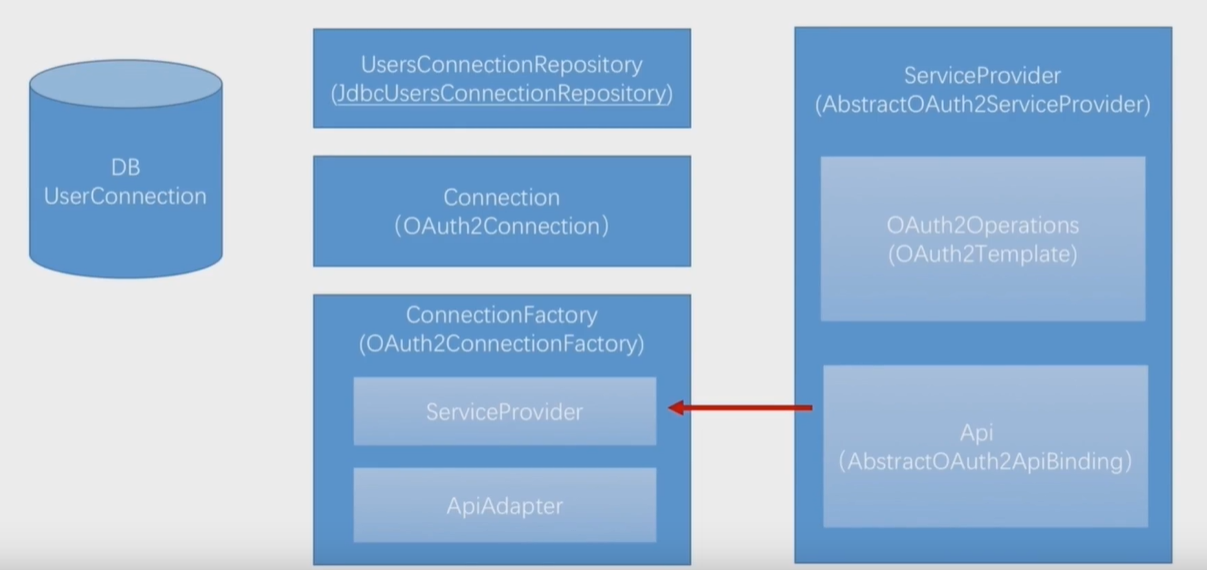 DB
UserConnection
UsersConnectionRepository
(JdbcUsersConnectionRepository)
Connection
(OAuth2Connection)
ConnectionFactory
(OAuth2ConnectionFactory)
ServiceProvider
ApiAdapter
ServiceProvider
(AbstractOAuth2ServiceProvider)
OAuth2Operations
(OAuth2Template)
Api
(AbstractOAuth2ApiBinding)